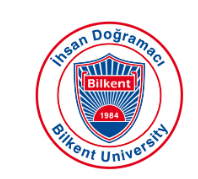 İhsan Doğramacı
Bilkent
1984
Bilkent University